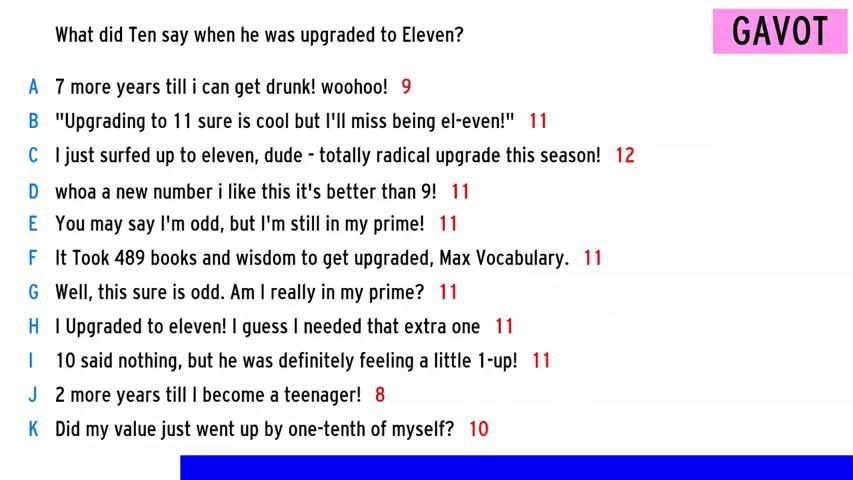 What did Ten say when he was upgraded to Eleven?
GAVOT
A 7 more years till i can get drunk! woohoo! 9
B "Upgrading to 11 sure is cool but I'll miss being el-even!" 11
C I just surfed up to eleven, dude - totally radical upgrade this season! 12
D whoa a new number i like this it's better than 9! 11
E You may say I'm odd, but I'm still in my prime! 11
F It Took 489 books and wisdom to get upgraded, Max Vocabulary. 11
G Well, this sure is odd. Am I really in my prime? 11
H I Upgraded to eleven! I guess I needed that extra one 11
I 10 said nothing, but he was definitely feeling a little 1-up! 11
J 2 more years till I become a teenager! 8
K Did my value just went up by one-tenth of myself? 10